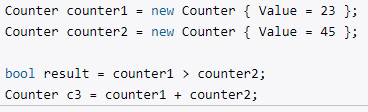 Counter counter1 = new Counter { Value = 23 };
Counter counter2 = new Counter { Value = 45 };
bool result = counter1 > counter2;
Counter c3 = counter1 + counter2;